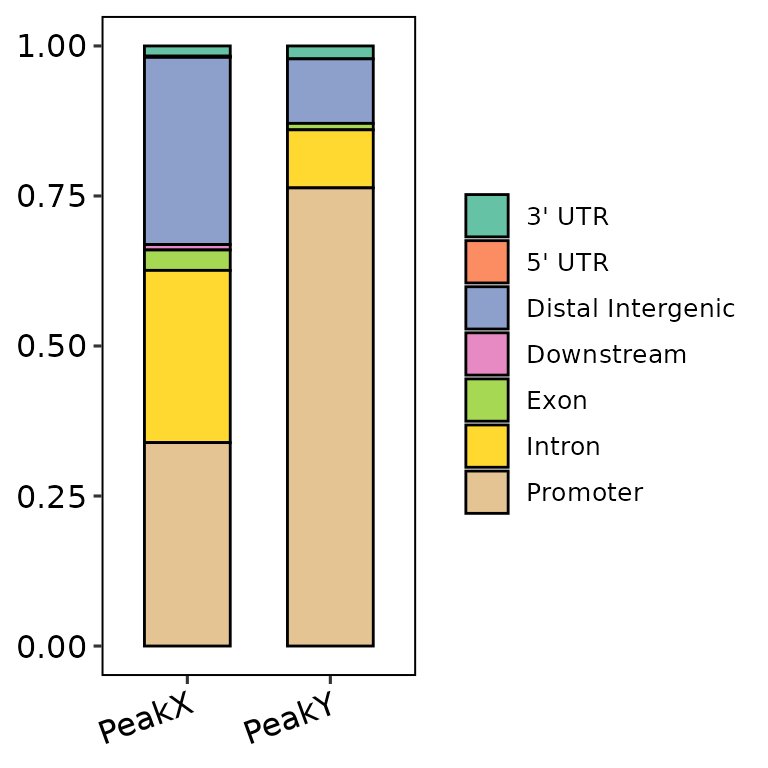 1.00
0.75
0.50
0.25
0.00
PeakX
PeakY
3' UTR
5' UTR
Distal Intergenic
Downstream
Exon
Intron
Promoter